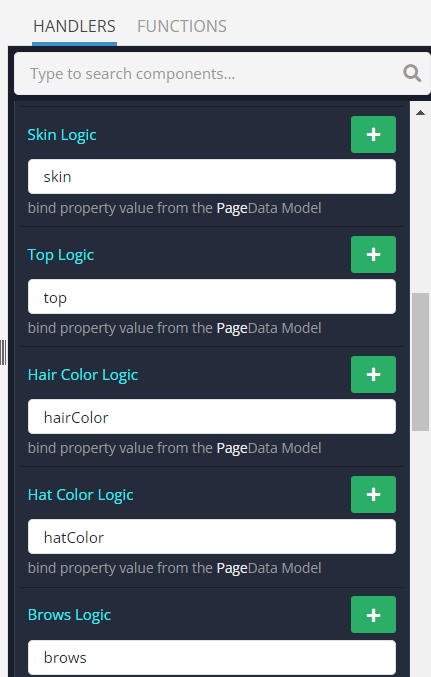 HANDLERS FUNCTIONS
Type to search components...
Skin Logic
skin
bind property value from the PageData Model
Top Logic
top
bind property value from the PageData Model
Hair Color Logic
hairColor
bind property value from the PageData Model
Hat Color Logic
hatColor
bind property value from the PageData Model
Brows Logic
brows